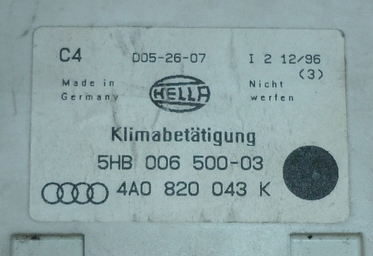 C4 D05-26-07 I 2 12/96
(3)
Made in Germany
HELLA
Nicht werfen
Klimabetätigung
5HB 006 500-03
4A0 820 043 K